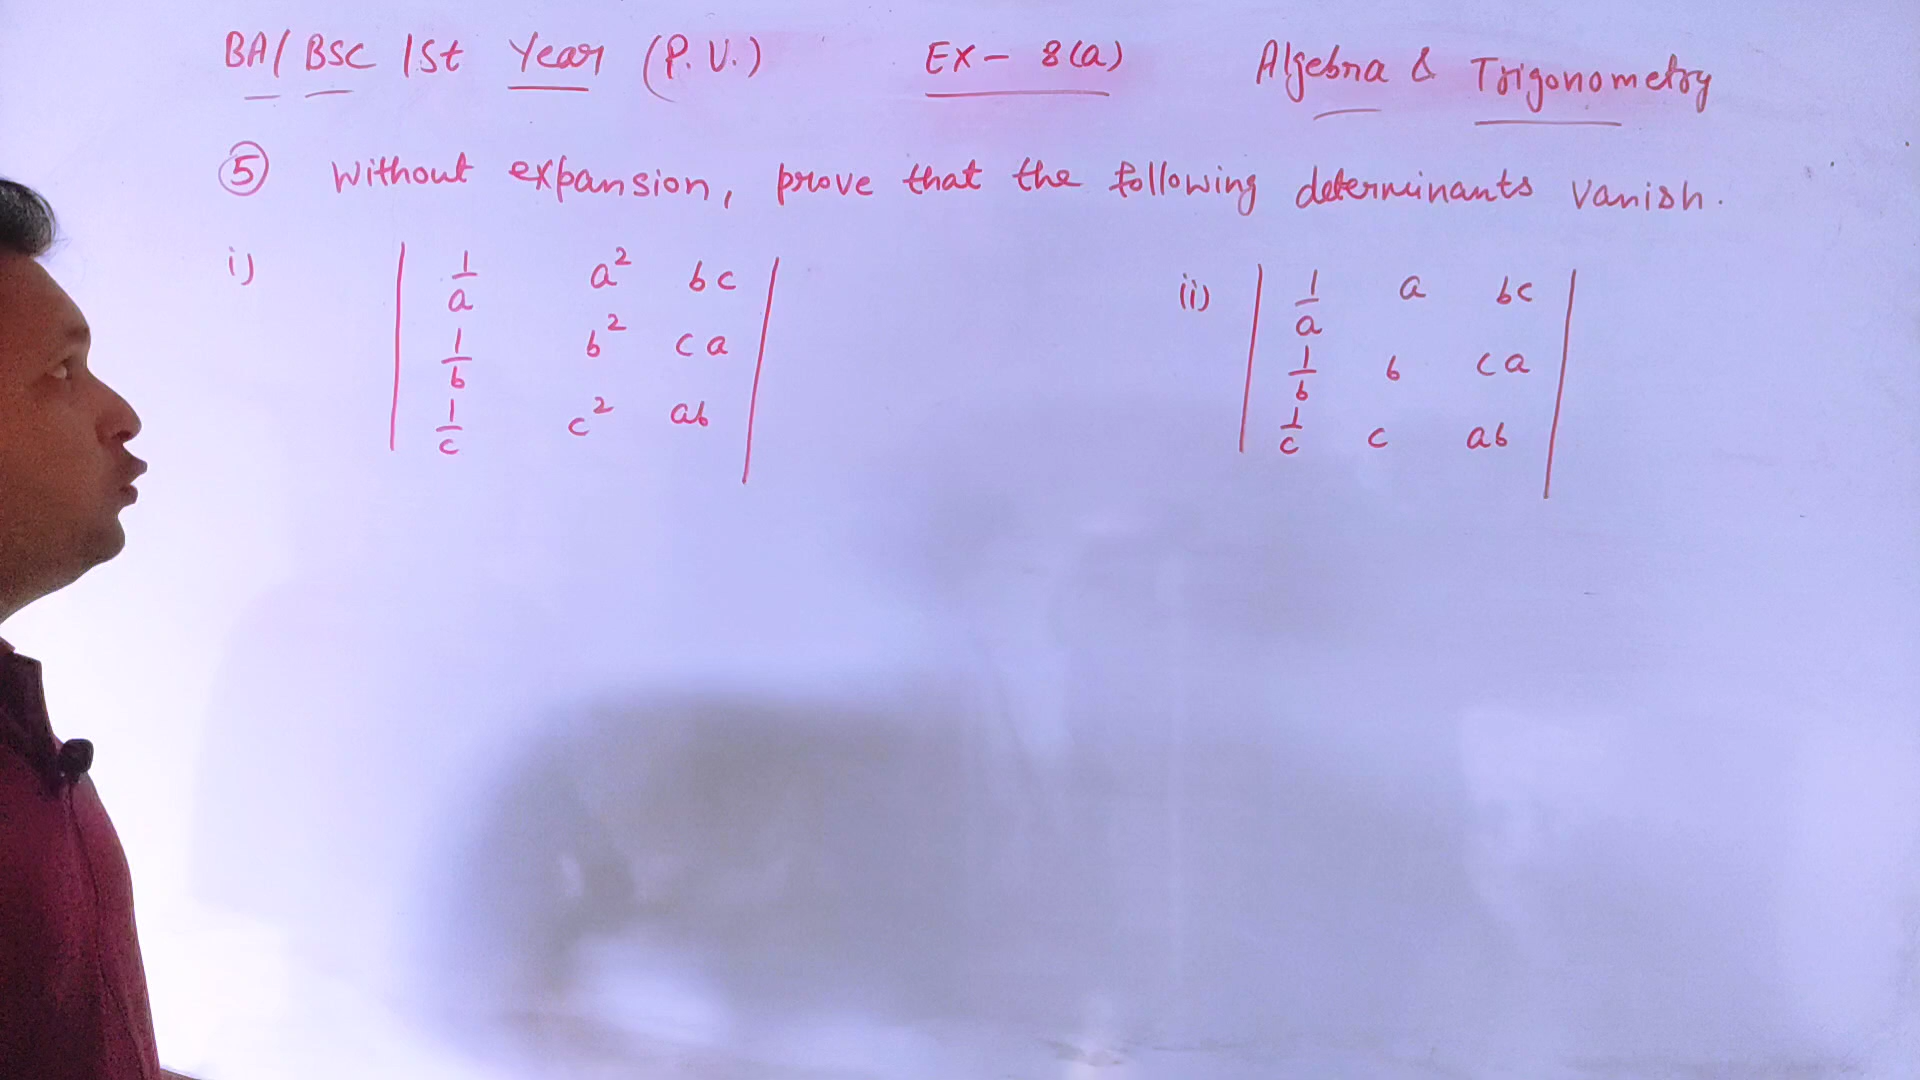 BA/ BSC 1St Year (P.U.) EX- 8(a) Algebra & Trigonometry
⑤ Without expansion, prove that the following determinants vanish.
i) | 1/a a² bc | ii) | 1/a a bc |
| 1/b b² ca | | 1/b b ca |
| 1/c c² ab | | 1/c c ab |